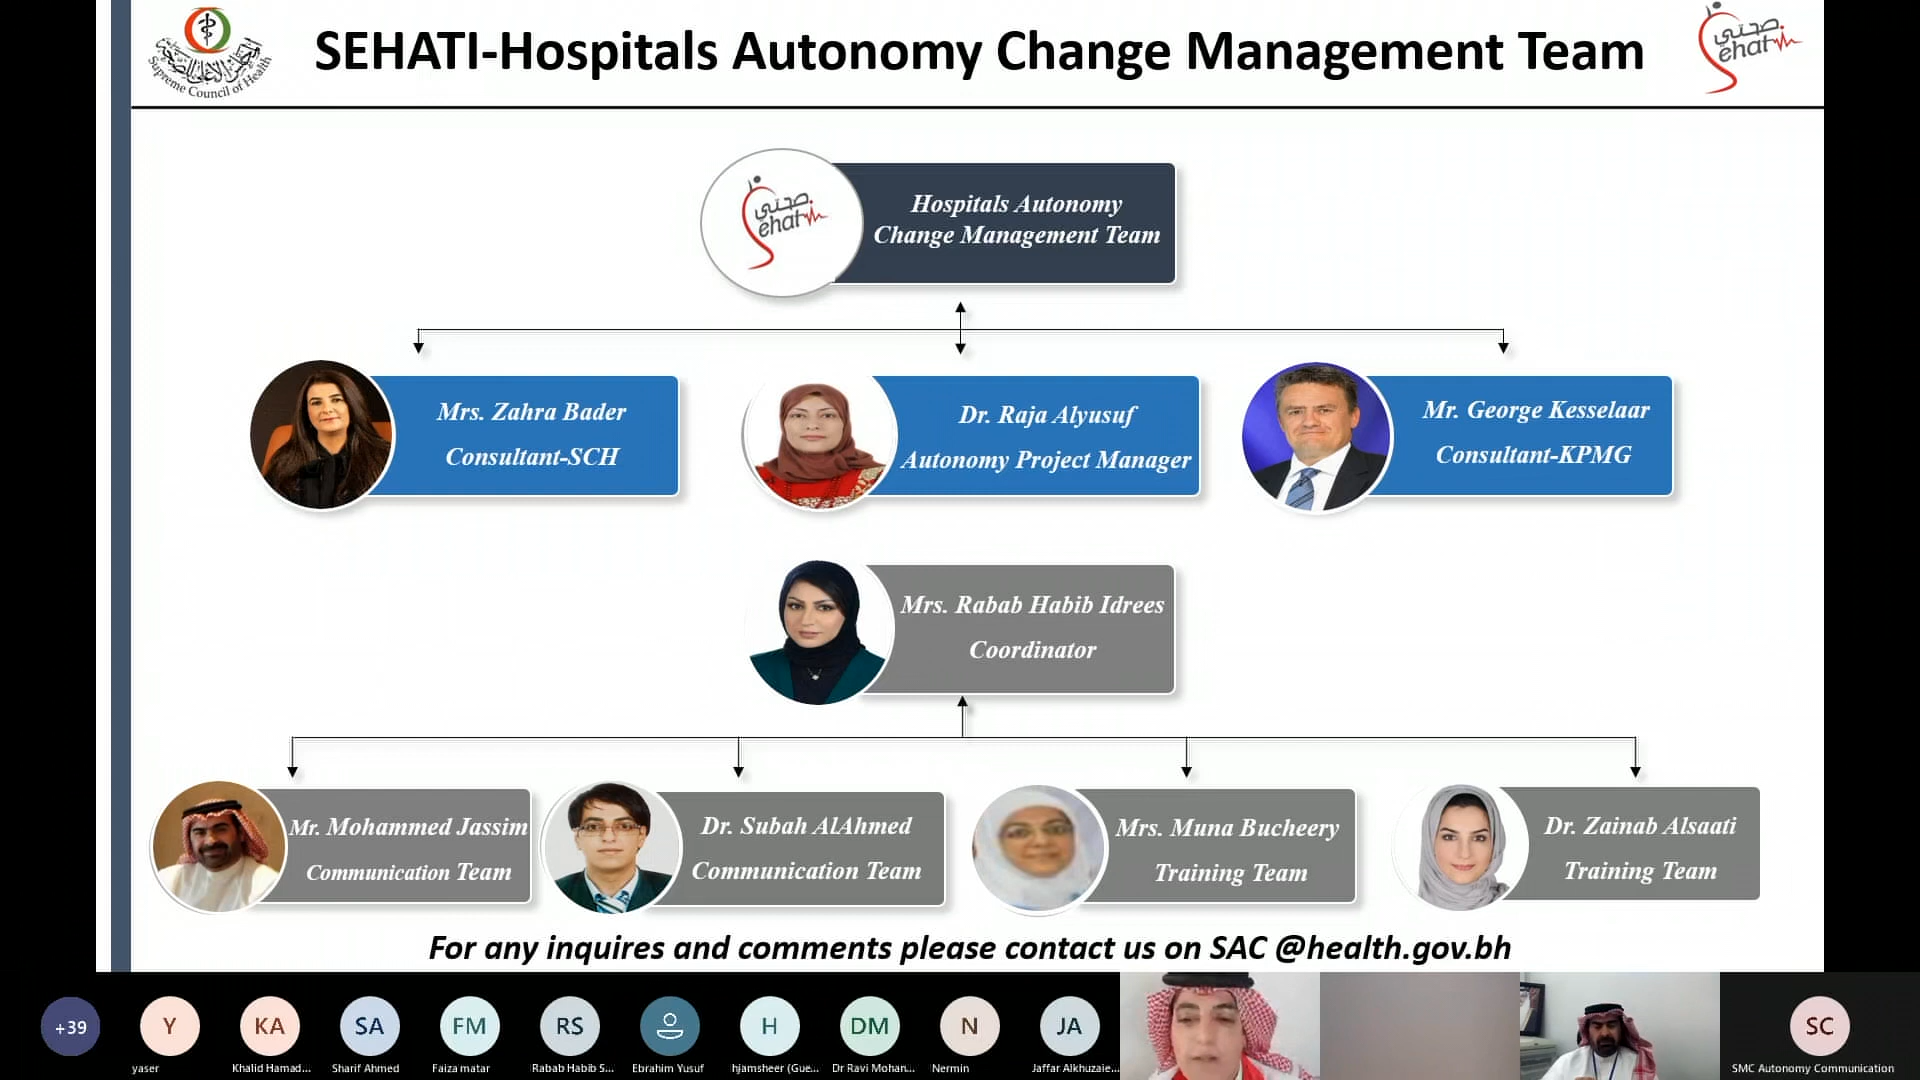 SEHATI-Hospitals Autonomy Change Management Team
Supreme Council of Health
صحتي
ehati
صحتي
ehati
Hospitals Autonomy
Change Management Team
Mrs. Zahra Bader
Consultant-SCH
Dr. Raja Alyusuf
Autonomy Project Manager
Mr. George Kesselaar
Consultant-KPMG
Mrs. Rabab Habib Idrees
Coordinator
Mr. Mohammed Jassim
Communication Team
Dr. Subah AlAhmed
Communication Team
Mrs. Muna Bucheery
Training Team
Dr. Zainab Alsaati
Training Team
For any inquires and comments please contact us on SAC @health.gov.bh
+39
Y
KA
SA
FM
RS
H
DM
N
JA
SC
yaser
Khalid Hamad...
Sharif Ahmed
Faiza matar
Rabab Habib S...
Ebrahim Yusuf
hjamsheer (Gue...
Dr Ravi Mohan...
Nermin
Jaffar Alkhuzaie...
SMC Autonomy Communication